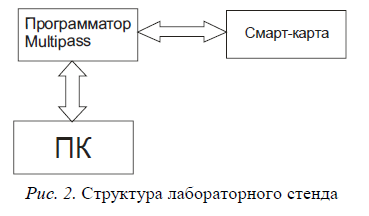 Программатор
Multipass
Смарт-карта
ПК
Рис. 2. Структура лабораторного стенда